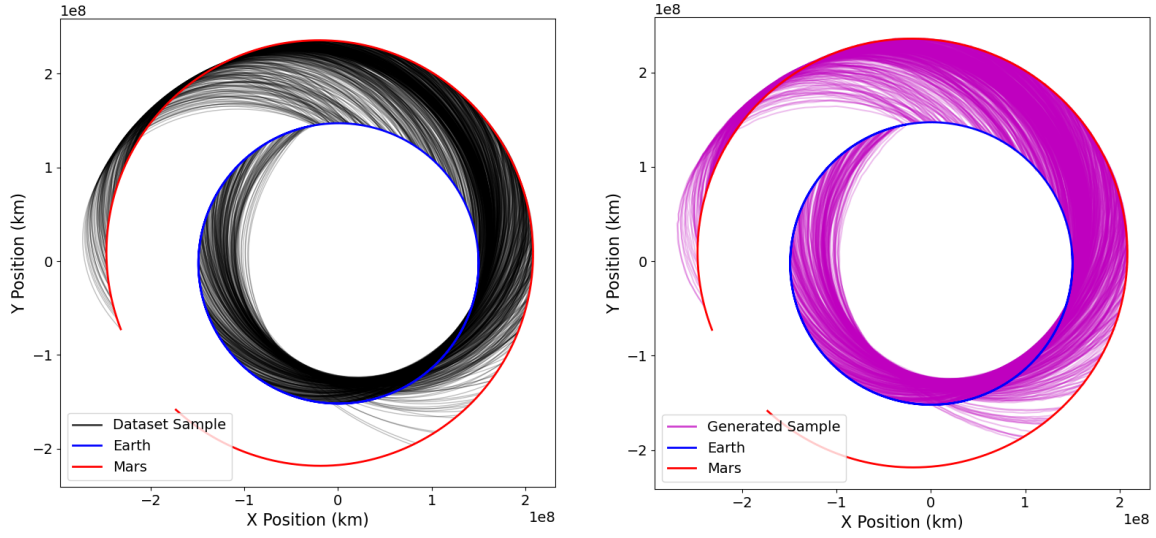 1e8
2
1
0
−1
−2
Y Position (km)
Dataset Sample
Earth
Mars
−2
−1
0
1
2
1e8
X Position (km)
1e8
2
1
0
−1
−2
Y Position (km)
Generated Sample
Earth
Mars
−2
−1
0
1
2
1e8
X Position (km)